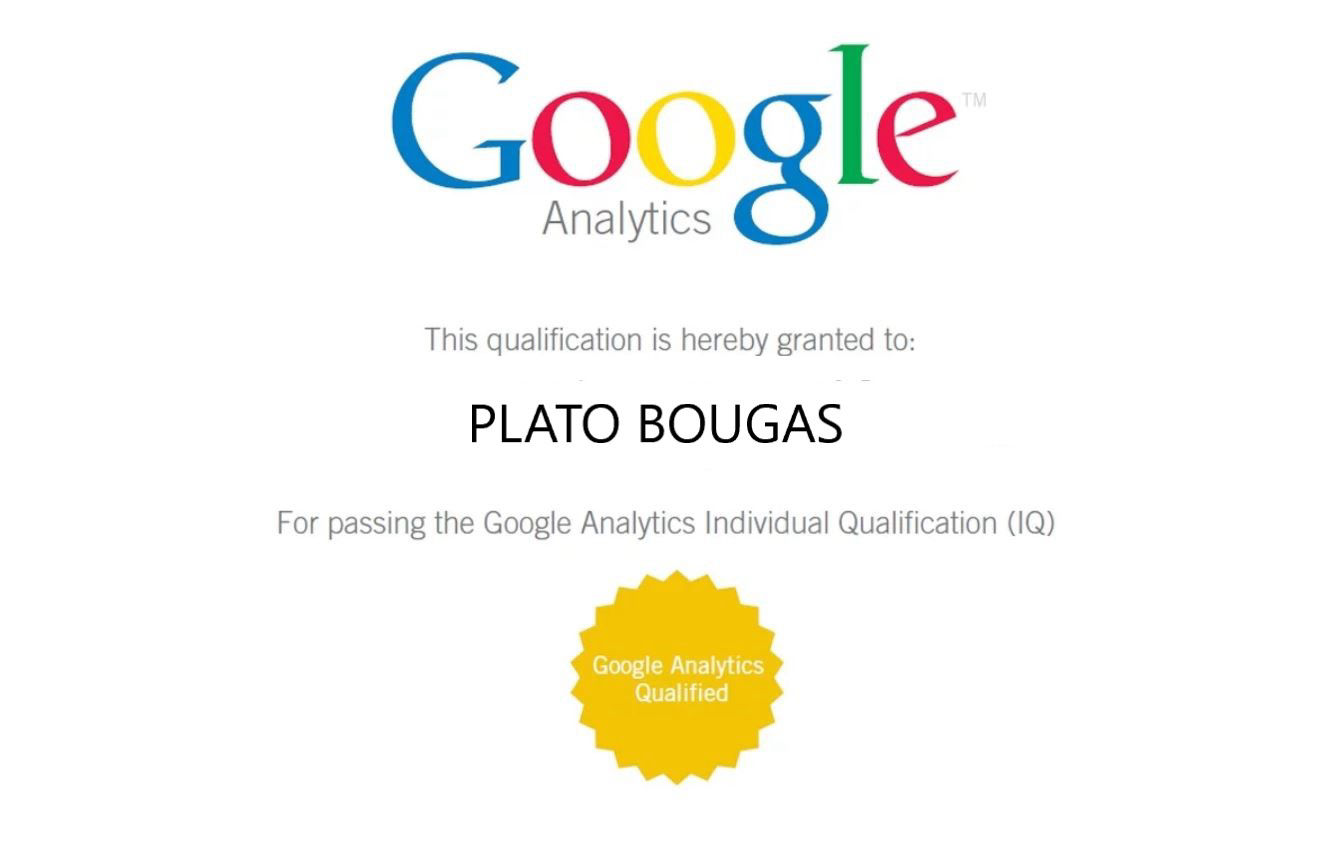 Google™
Analytics
This qualification is hereby granted to:
PLATO BOUGAS
For passing the Google Analytics Individual Qualification (IQ)
Google Analytics
Qualified